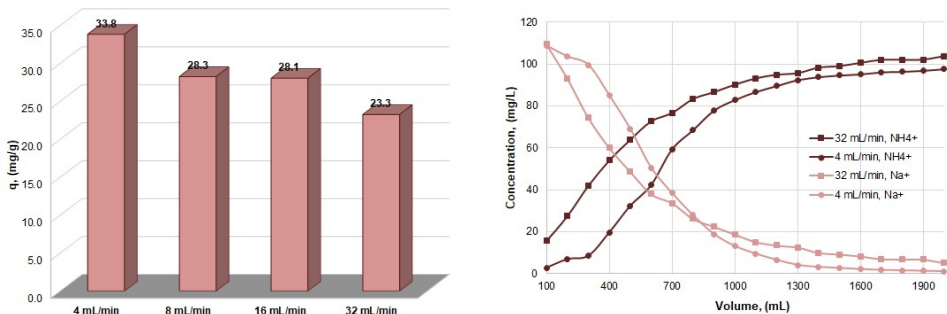 35.0
30.0
25.0
20.0
15.0
10.0
5.0
0.0
q, (mg/g)
33.8
28.3
28.1
23.3
4 mL/min
8 mL/min
16 mL/min
32 mL/min
120
100
80
60
40
20
0
Concentration, (mg/L)
32 mL/min, NH4+
4 mL/min, NH4+
32 mL/min, Na+
4 mL/min, Na+
100 400 700 1000 1300 1600 1900
Volume, (mL)